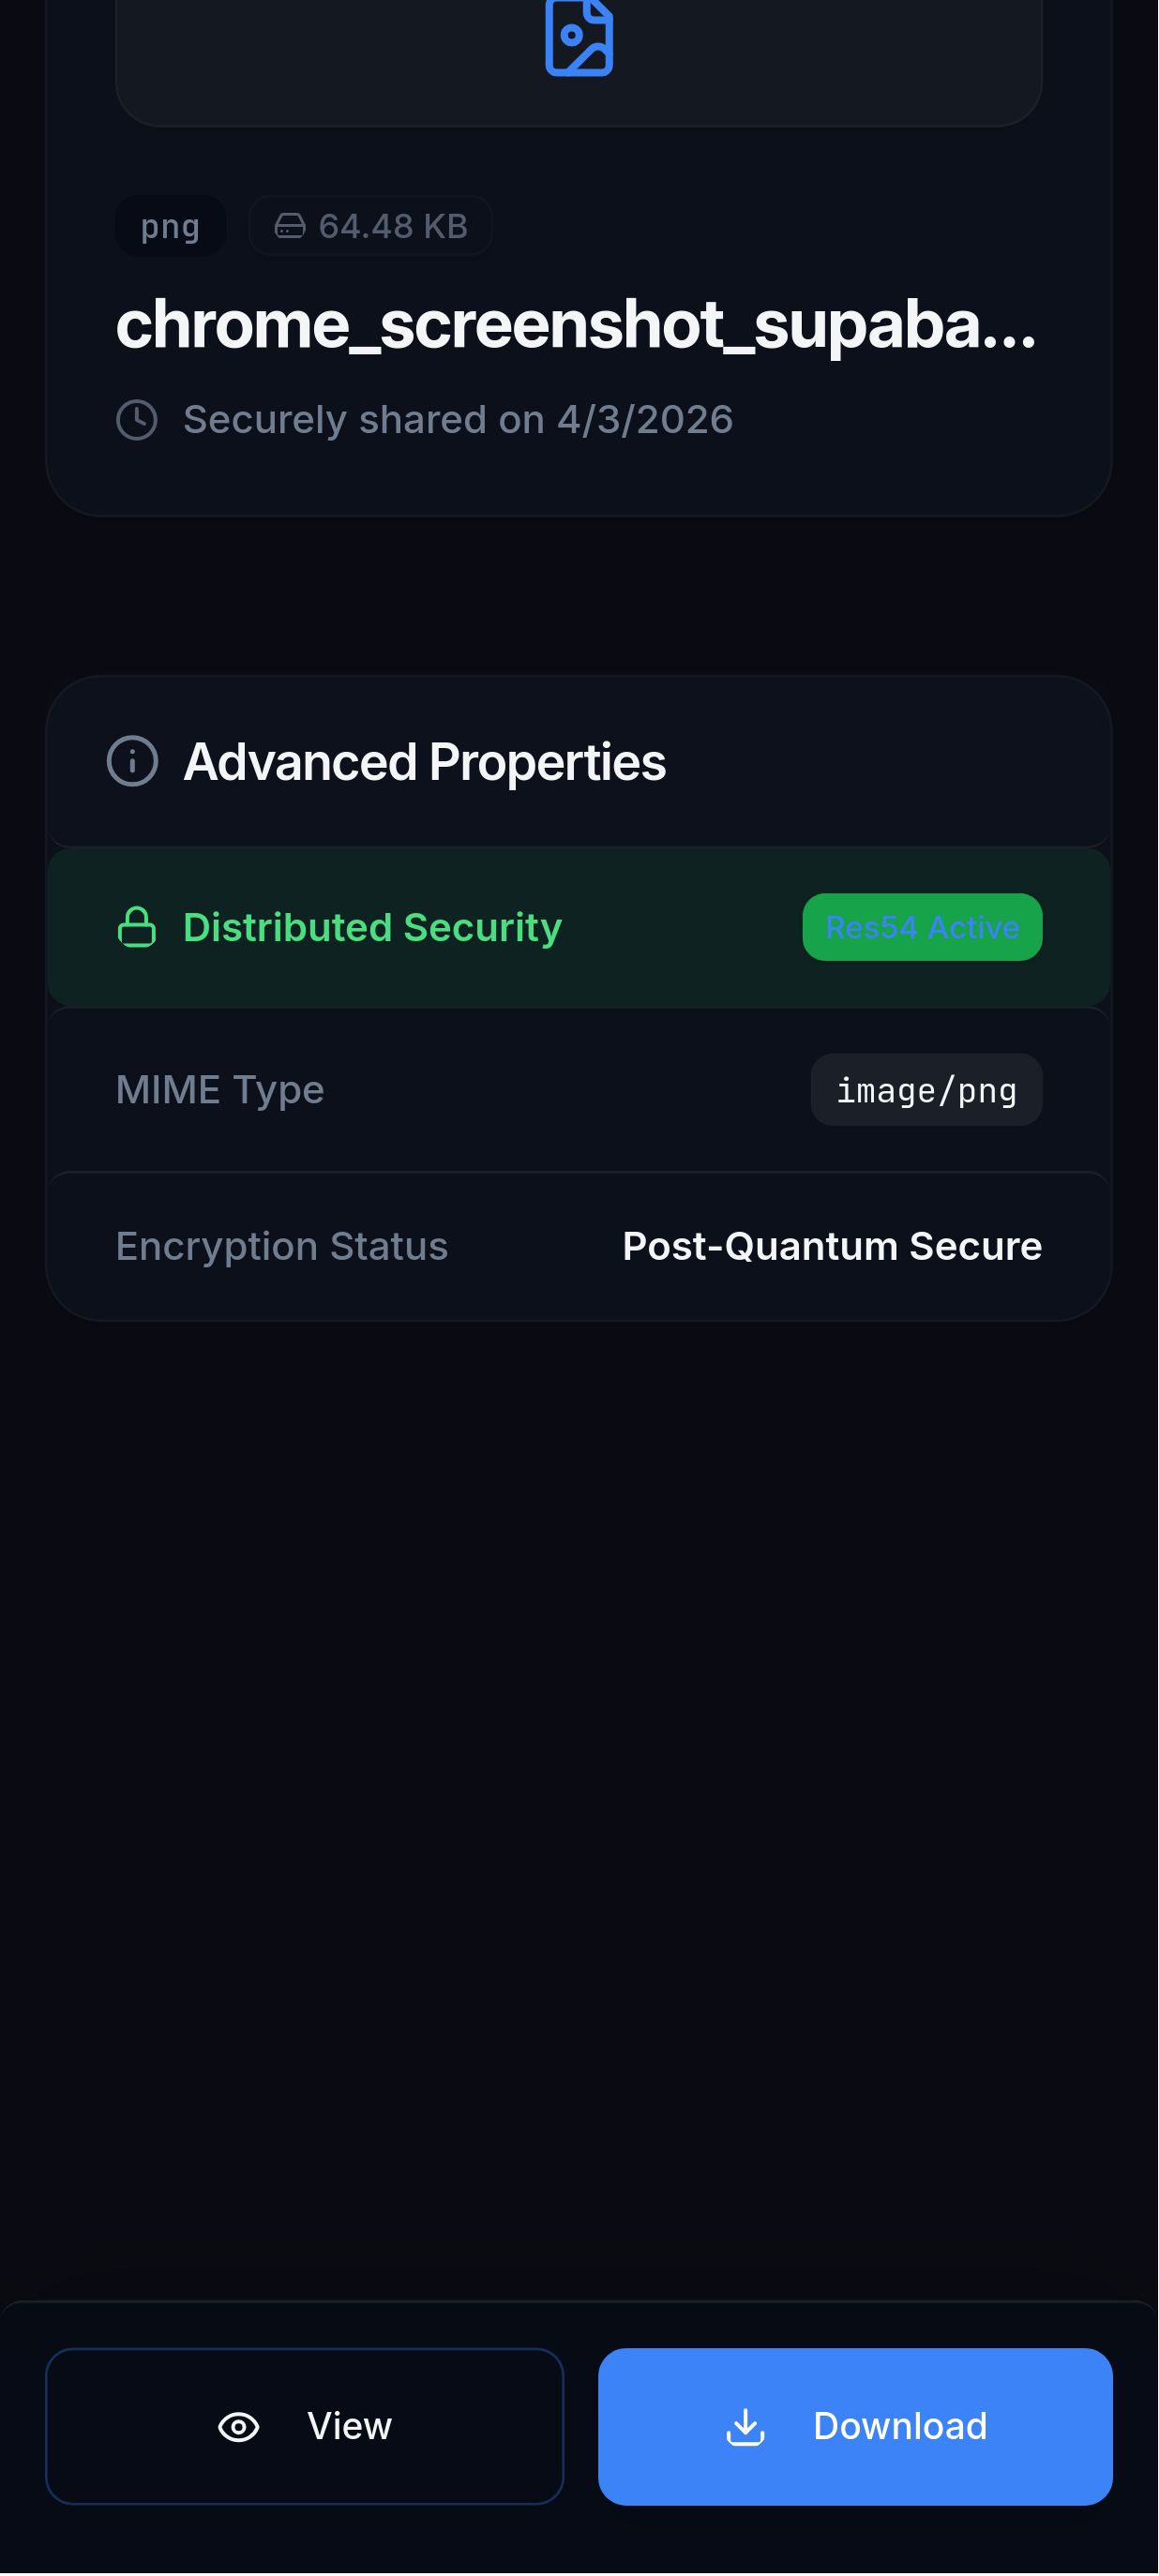 png
64.48 KB
chrome_screenshot_supaba...
Securely shared on 4/3/2026
Advanced Properties
Distributed Security
Res54 Active
MIME Type
image/png
Encryption Status
Post-Quantum Secure
View
Download